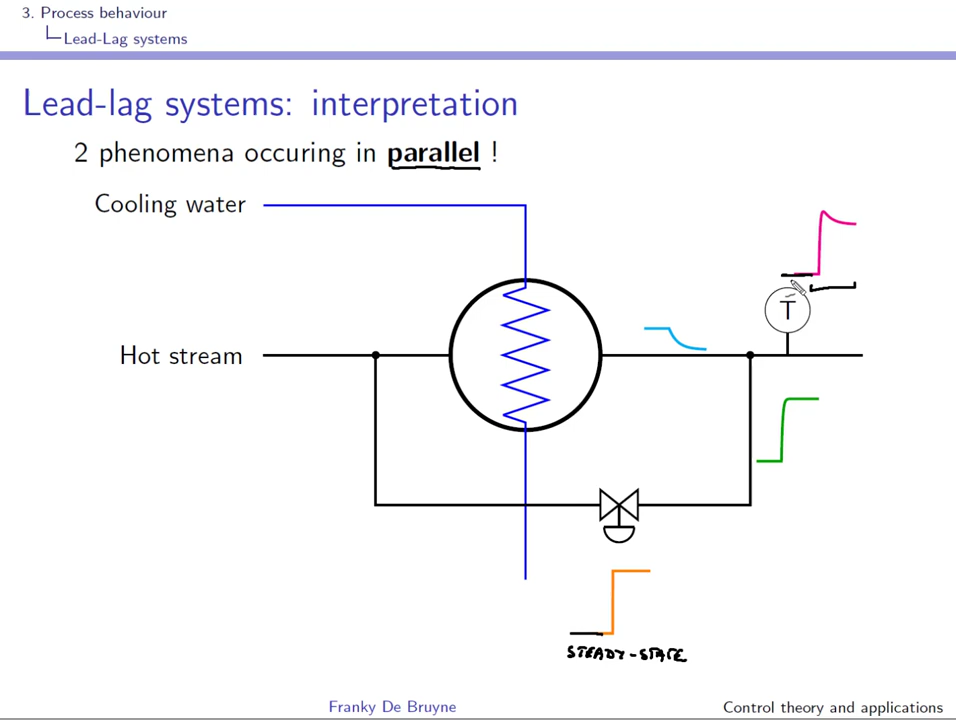 3. Process behaviour
Lead-Lag systems
Lead-lag systems: interpretation
2 phenomena occuring in parallel !
Cooling water
T
Hot stream
STEADY-STATE
Franky De Bruyne
Control theory and applications